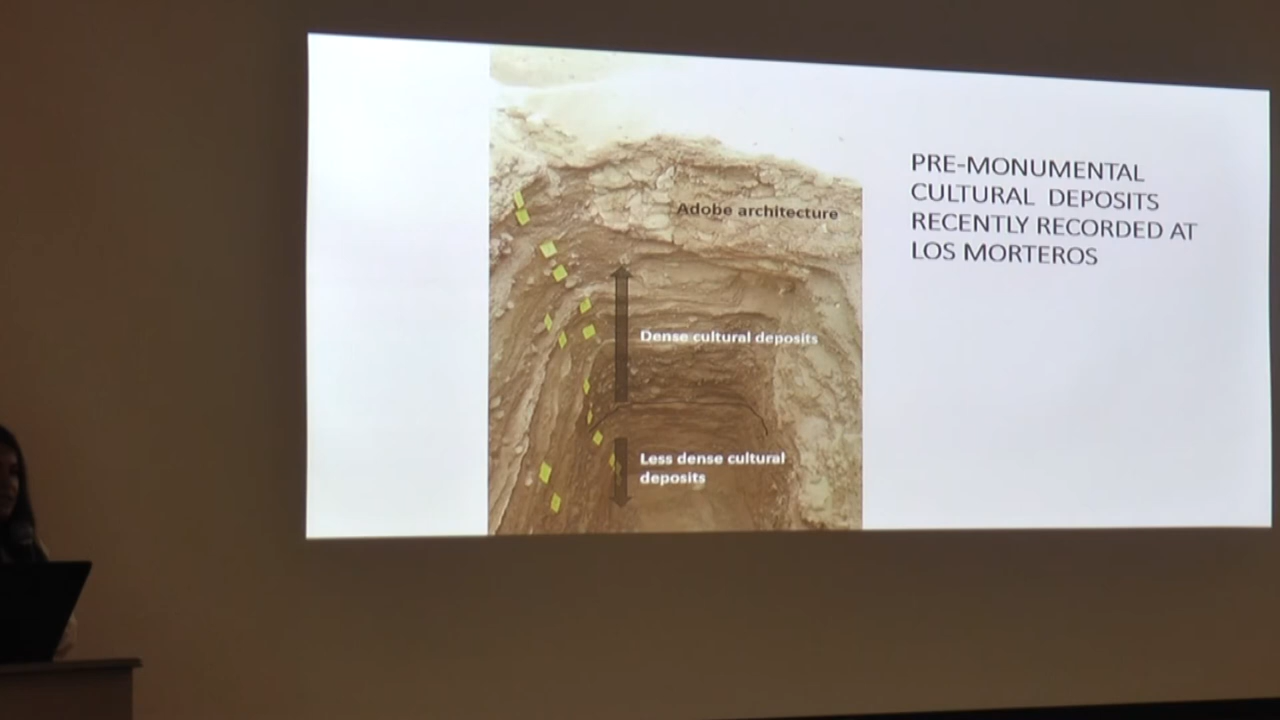 PRE-MONUMENTAL
CULTURAL DEPOSITS
RECENTLY RECORDED AT
LOS MORTEROS
Adobe architecture
Dense cultural deposits
Less dense cultural
deposits